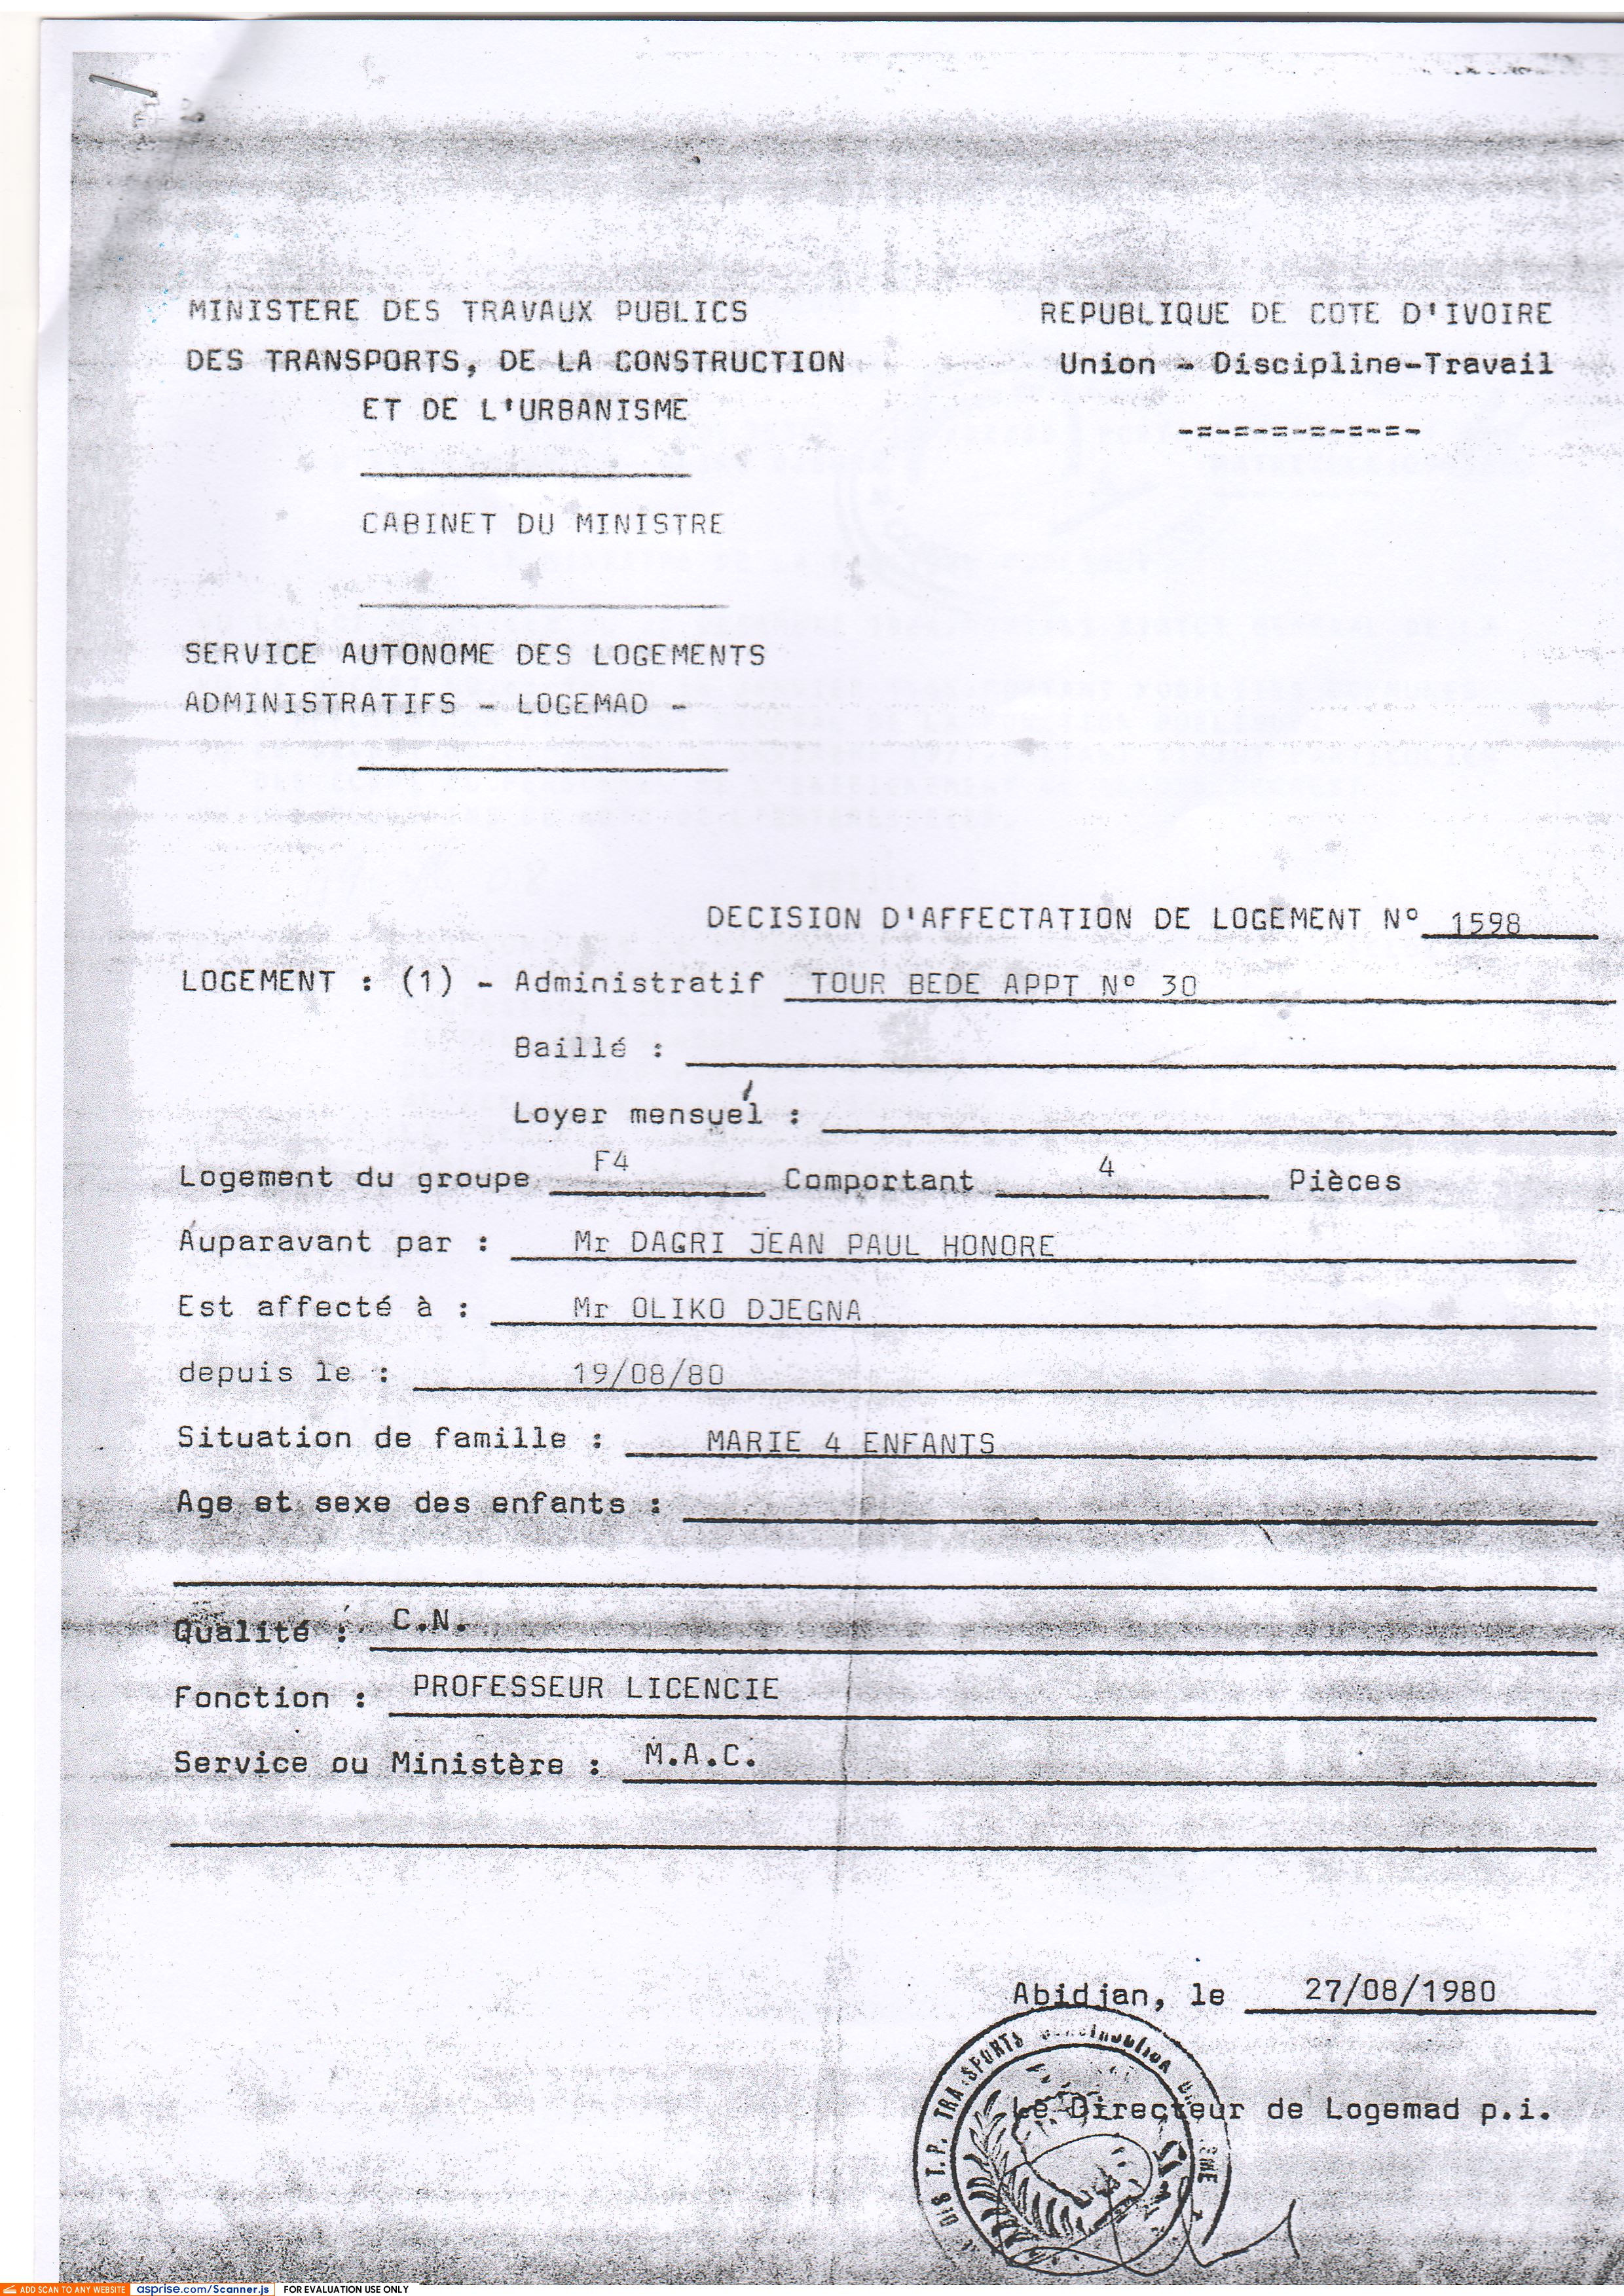 MINISTERE DES TRAVAUX PUBLICS
DES TRANSPORTS, DE LA CONSTRUCTION
ET DE L'URBANISME
REPUBLIQUE DE COTE D'IVOIRE
Union - Discipline-Travail
-=-=-=-=-=-=-
CABINET DU MINISTRE
SERVICE AUTONOME DES LOGEMENTS
ADMINISTRATIFS - LOGEMAD -
DECISION D'AFFECTATION DE LOGEMENT N° 1598
LOGEMENT : (1) - Administratif TOUR BEDE APPT N° 30
Baillé :
Loyer mensuel :
Logement du groupe F4 Comportant 4 Pièces
Auparavant par : Mr DAGRI JEAN PAUL HONORE
Est affecté à : Mr OLIKO DJEGNA
depuis le : 19/08/80
Situation de famille : MARIE 4 ENFANTS
Age et sexe des enfants :
Qualité : C.N.
Fonction : PROFESSEUR LICENCIE
Service ou Ministère : M.A.C.
Abidjan, le 27/08/1980
Le Directeur de Logemad p.i.
T.P.
ADD SCAN TO ANY WEBSITE asprise.com/Scanner.js FOR EVALUATION USE ONLY